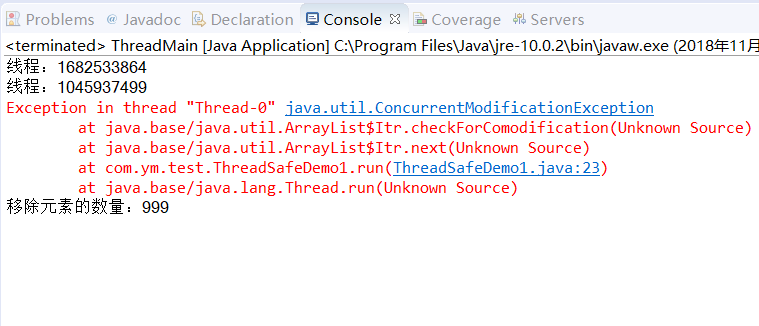 Problems Javadoc Declaration Console Coverage Servers
<terminated> ThreadMain [Java Application] C:\Program Files\Java\jre-10.0.2\bin\javaw.exe (2018年11月
线程：1682533864
线程：1045937499
Exception in thread "Thread-0" java.util.ConcurrentModificationException
at java.base/java.util.ArrayList$Itr.checkForComodification(Unknown Source)
at java.base/java.util.ArrayList$Itr.next(Unknown Source)
at com.ym.test.ThreadSafeDemo1.run(ThreadSafeDemo1.java:23)
at java.base/java.lang.Thread.run(Unknown Source)
移除元素的数量：999